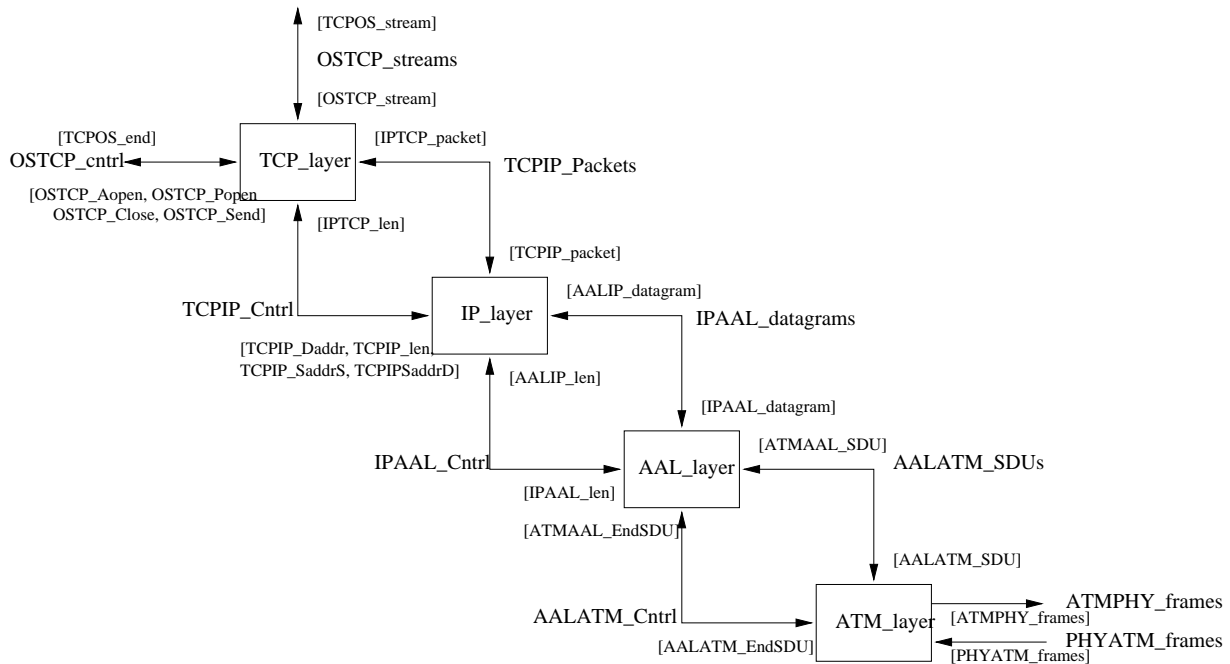 [TCPOS_stream]
OSTCP_streams
[OSTCP_stream]
[TCPOS_end]
[IPTCP_packet]
OSTCP_cntrl
TCP_layer
TCPIP_Packets
[OSTCP_Aopen, OSTCP_Popen
OSTCP_Close, OSTCP_Send]
[IPTCP_len]
[TCPIP_packet]
[AALIP_datagram]
TCPIP_Cntrl
IP_layer
IPAAL_datagrams
[TCPIP_Daddr, TCPIP_len,
TCPIP_SaddrS, TCPIPSaddrD]
[AALIP_len]
[IPAAL_datagram]
[ATMAAL_SDU]
IPAAL_Cntrl
AAL_layer
AALATM_SDUs
[IPAAL_len]
[ATMAAL_EndSDU]
[AALATM_SDU]
ATMPHY_frames
AALATM_Cntrl
ATM_layer
[ATMPHY_frames]
[AALATM_EndSDU]
PHYATM_frames
[PHYATM_frames]